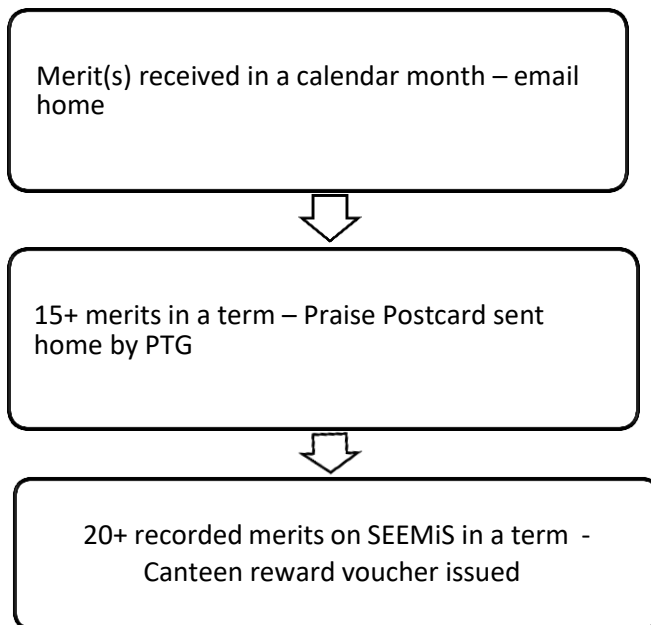 Merit(s) received in a calendar month – email
home
15+ merits in a term – Praise Postcard sent
home by PTG
20+ recorded merits on SEEMiS in a term -
Canteen reward voucher issued